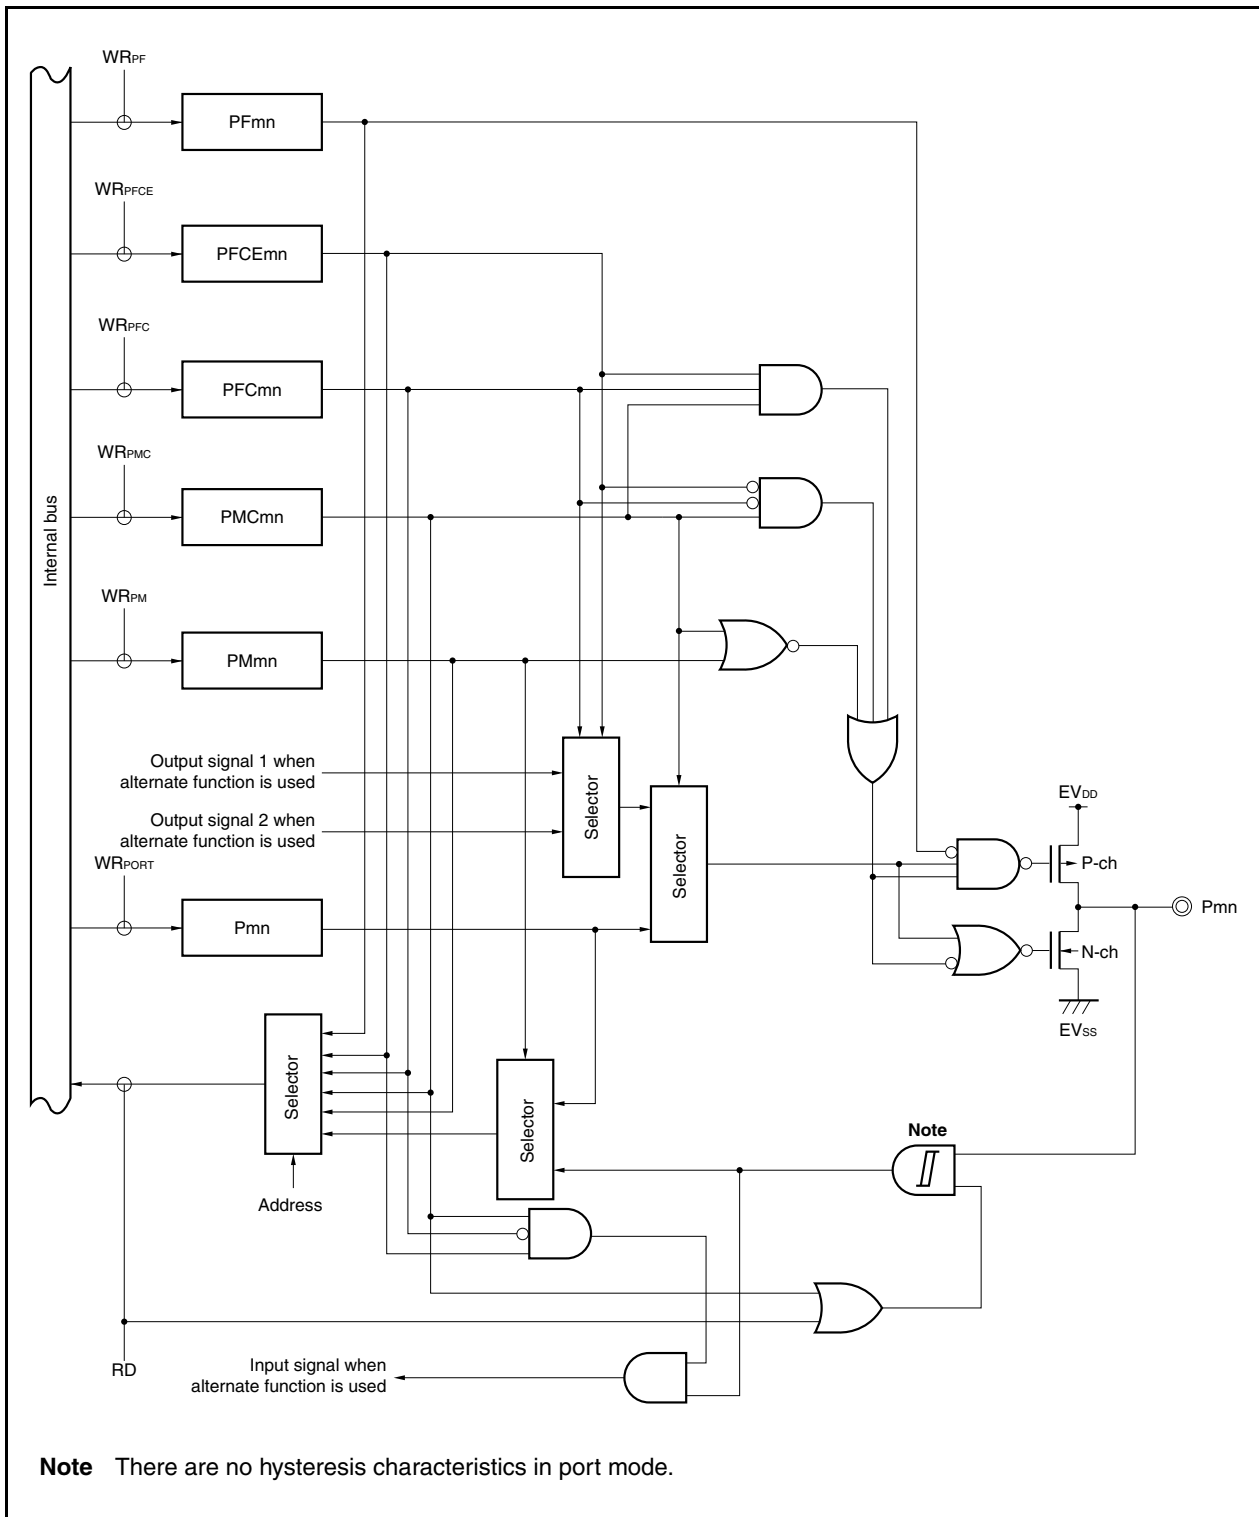 WRPF
PFmn
WRPFCE
PFCEmn
WRPFC
PFCmn
WRPMC
PMCmn
Internal bus
WRPM
PMmn
Output signal 1 when
alternate function is used
Output signal 2 when
alternate function is used
Selector
Selector
WRPORT
Pmn
EVDD
P-ch
Pmn
N-ch
EVSS
Selector
Selector
Address
Note
RD
Input signal when
alternate function is used
Note There are no hysteresis characteristics in port mode.